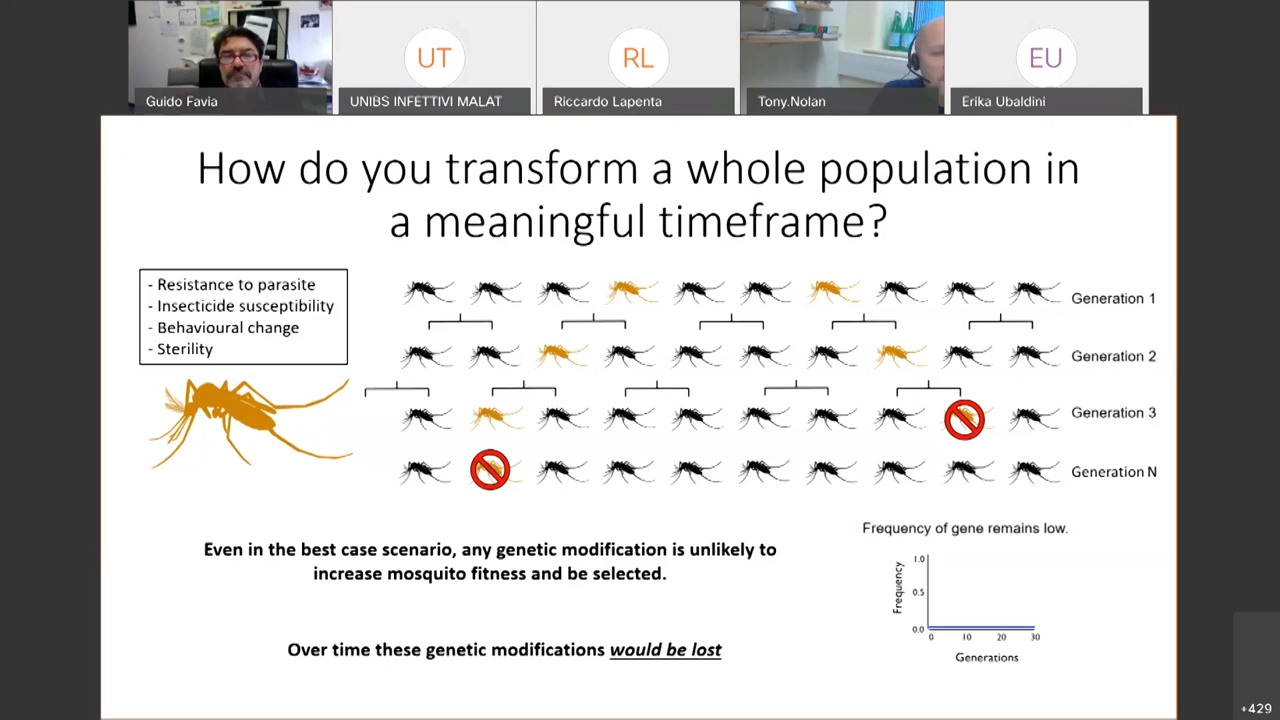 UT
RL
EU
Guido Favia
UNIBS INFETTIVI MALAT
Riccardo Lapenta
Tony.Nolan
Erika Ubaldini
How do you transform a whole population in
a meaningful timeframe?
- Resistance to parasite
- Insecticide susceptibility
- Behavioural change
- Sterility
Generation 1
Generation 2
Generation 3
Generation N
Even in the best case scenario, any genetic modification is unlikely to
increase mosquito fitness and be selected.
Over time these genetic modifications would be lost
Frequency of gene remains low.
Frequency
1.0
0.5
0.0
0 10 20 30
Generations
+429